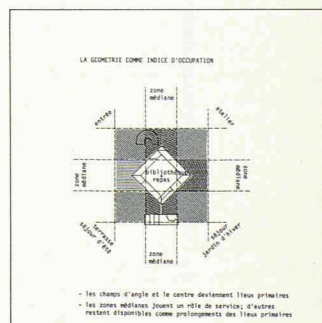 LA GEOMETRIE COMME INDICE D'OCCUPATION
zone
médiane
entrée
atelier
bibliothèque
repas
zone
médiane
zone
médiane
terrasse
séjour d'été
séjour
jardin d'hiver
zone
médiane
- les champs d'angle et le centre deviennent lieux primaires
- les zones médianes jouent un rôle de service; d'autres
restent disponibles comme prolongements des lieux primaires